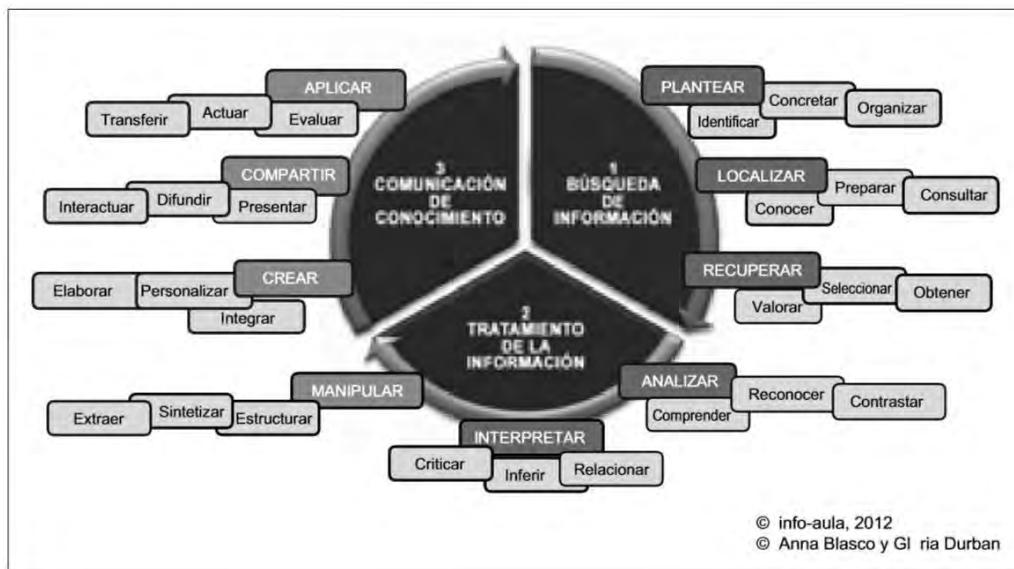 1
BÚSQUEDA
DE
INFORMACIÓN
PLANTEAR
Identificar
Concretar
Organizar
LOCALIZAR
Conocer
Preparar
Consultar
RECUPERAR
Valorar
Seleccionar
Obtener
2
TRATAMIENTO
DE LA
INFORMACIÓN
ANALIZAR
Comprender
Reconocer
Contrastar
INTERPRETAR
Criticar
Inferir
Relacionar
MANIPULAR
Extraer
Sintetizar
Estructurar
3
COMUNICACIÓN
DE
CONOCIMIENTO
CREAR
Elaborar
Personalizar
Integrar
COMPARTIR
Interactuar
Difundir
Presentar
APLICAR
Transferir
Actuar
Evaluar
© info-aula, 2012
© Anna Blasco y Gl ria Durban